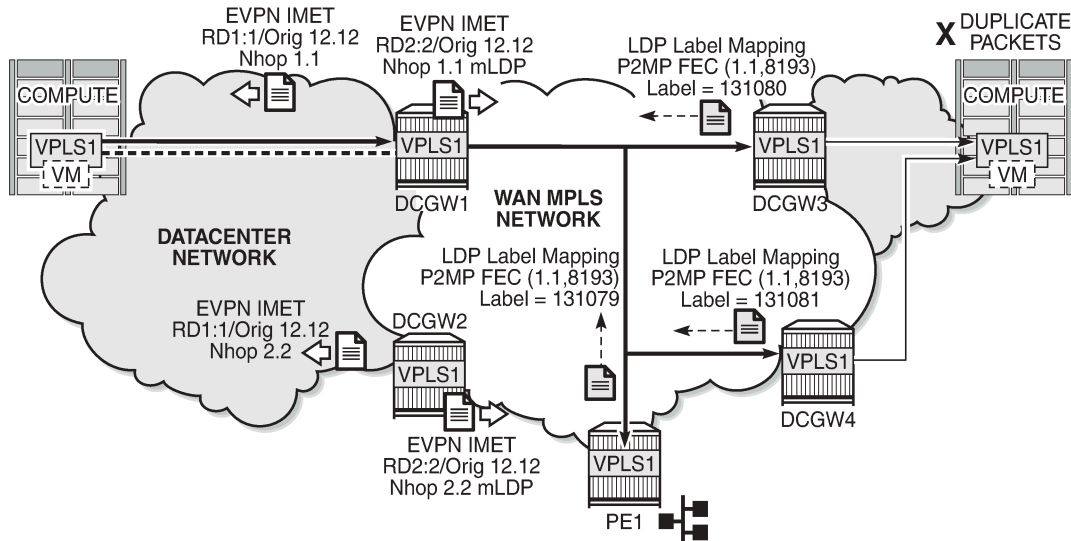 EVPN IMET
RD1:1/Orig 12.12
Nhop 1.1
EVPN IMET
RD2:2/Orig 12.12
Nhop 1.1 mLDP
LDP Label Mapping
P2MP FEC (1.1,8193)
Label = 131080
X DUPLICATE
PACKETS
COMPUTE
VPLS1
VM
VPLS1
DCGW1
VPLS1
DCGW3
COMPUTE
VPLS1
VM
DATACENTER
NETWORK
WAN MPLS
NETWORK
LDP Label Mapping
P2MP FEC (1.1,8193)
Label = 131079
LDP Label Mapping
P2MP FEC (1.1,8193)
Label = 131081
EVPN IMET
RD1:1/Orig 12.12
Nhop 2.2
DCGW2
VPLS1
VPLS1
DCGW4
EVPN IMET
RD2:2/Orig 12.12
Nhop 2.2 mLDP
VPLS1
PE1